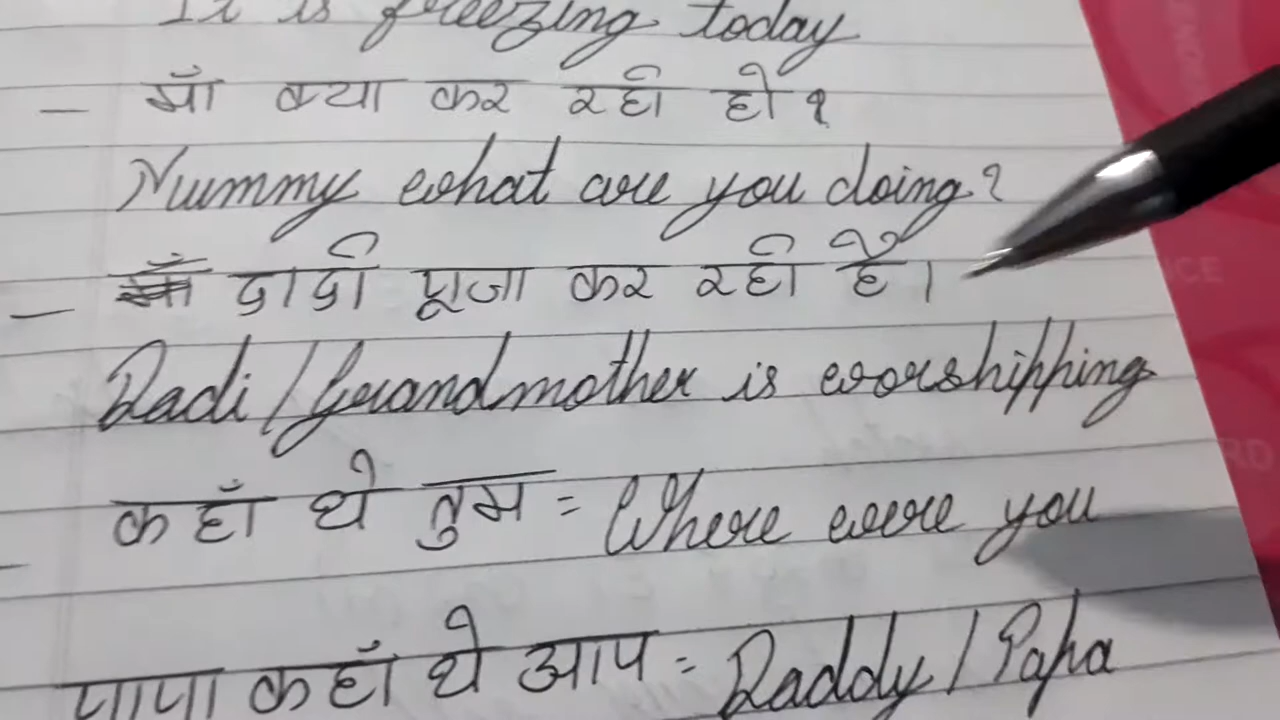 It is freezing today
– माँ क्या कर रही हो?
Mummy what are you doing?
– दादी पूजा कर रही हैं।
Dadi/Grandmother is worshipping
कहाँ थे तुम = Where were you
पापा कहाँ थे आप = Daddy/Papa